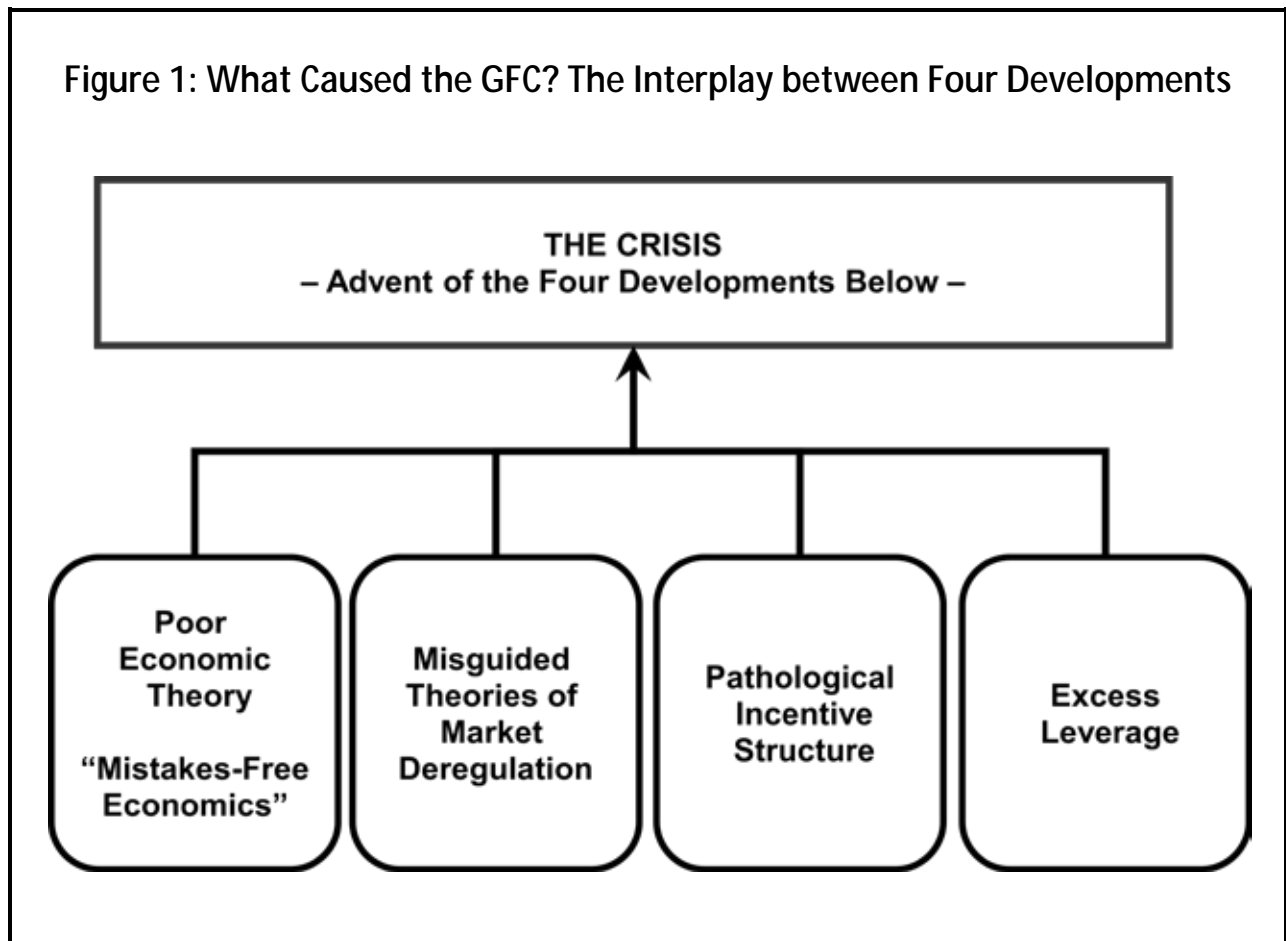 Figure 1: What Caused the GFC? The Interplay between Four Developments
THE CRISIS
– Advent of the Four Developments Below –
Poor
Economic
Theory
“Mistakes-Free
Economics”
Misguided
Theories of
Market
Deregulation
Pathological
Incentive
Structure
Excess
Leverage